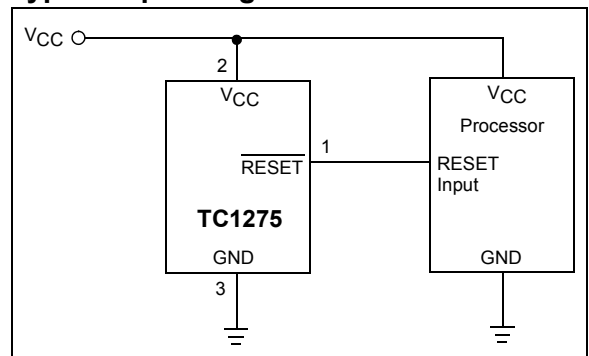 VCC
2
VCC
VCC
Processor
1
RESET
RESET
Input
TC1275
GND
GND
3